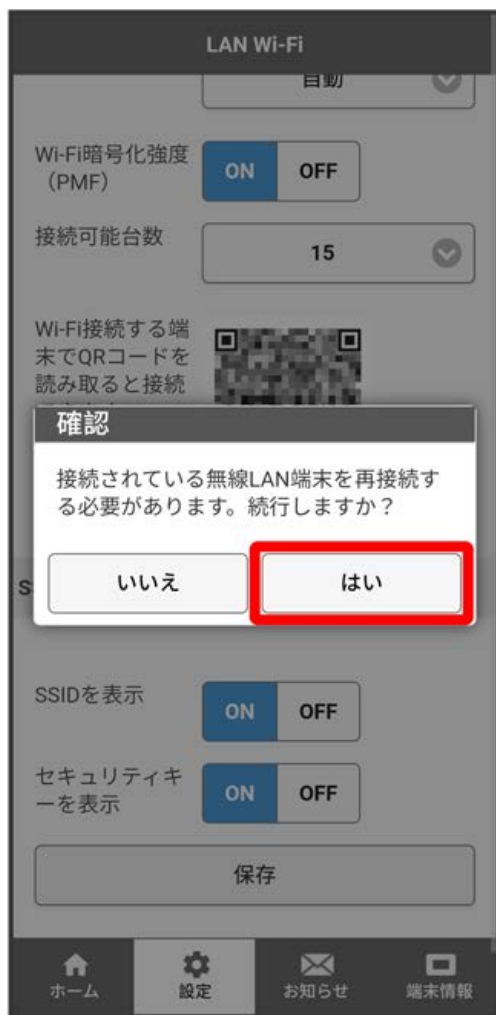 LAN Wi-Fi
自動
Wi-Fi暗号化強度
（PMF）
ON
OFF
接続可能台数
15
Wi-Fi接続する端
末でQRコードを
読み取ると接続
確認
接続されている無線LAN端末を再接続す
る必要があります。続行しますか？
いいえ
はい
S
SSIDを表示
ON
OFF
セキュリティキ
ーを表示
ON
OFF
保存
ホーム
設定
お知らせ
端末情報